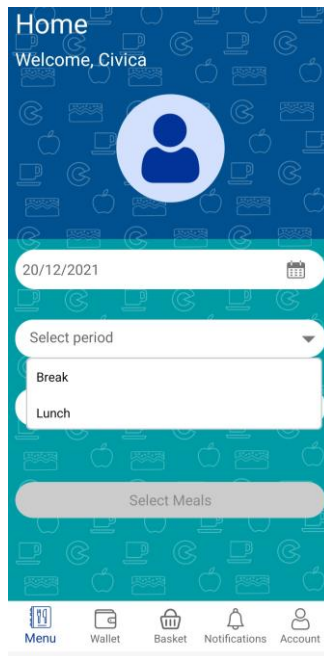 Home
Welcome, Civica
20/12/2021
Select period
Break
Lunch
Select Meals
Menu Wallet Basket Notifications Account